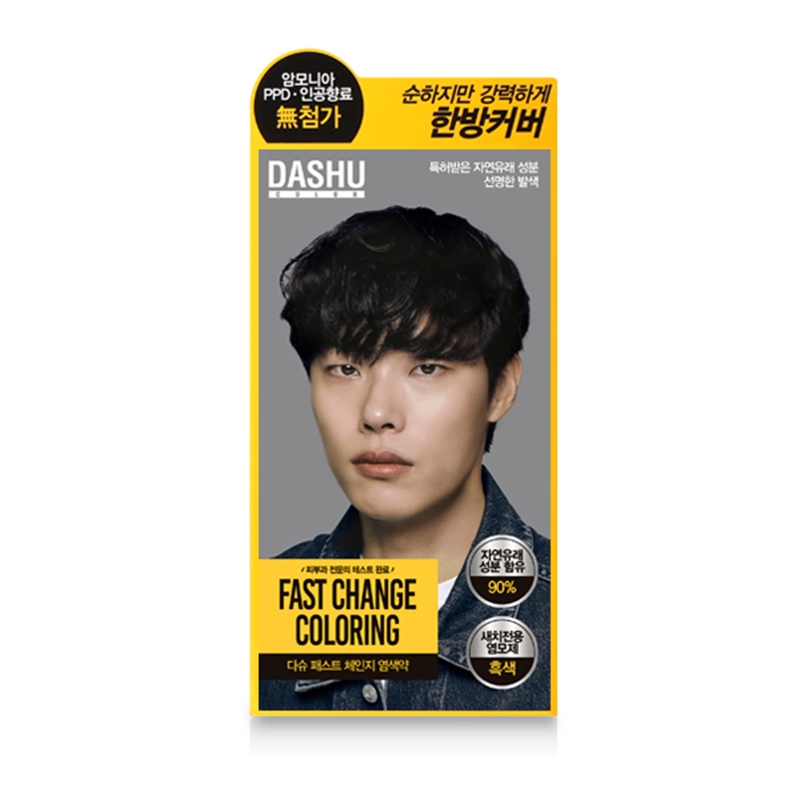 암모니아
PPD·인공향료
無첨가
순하지만 강력하게
한방커버
DASHU
COLOR
특허받은 자연유래 성분
선명한 발색
/ 피부과 전문의 테스트 완료 /
FAST CHANGE
COLORING
다슈 패스트 체인지 염색약
자연유래
성분 함유
90%
새치전용
염모제
흑색